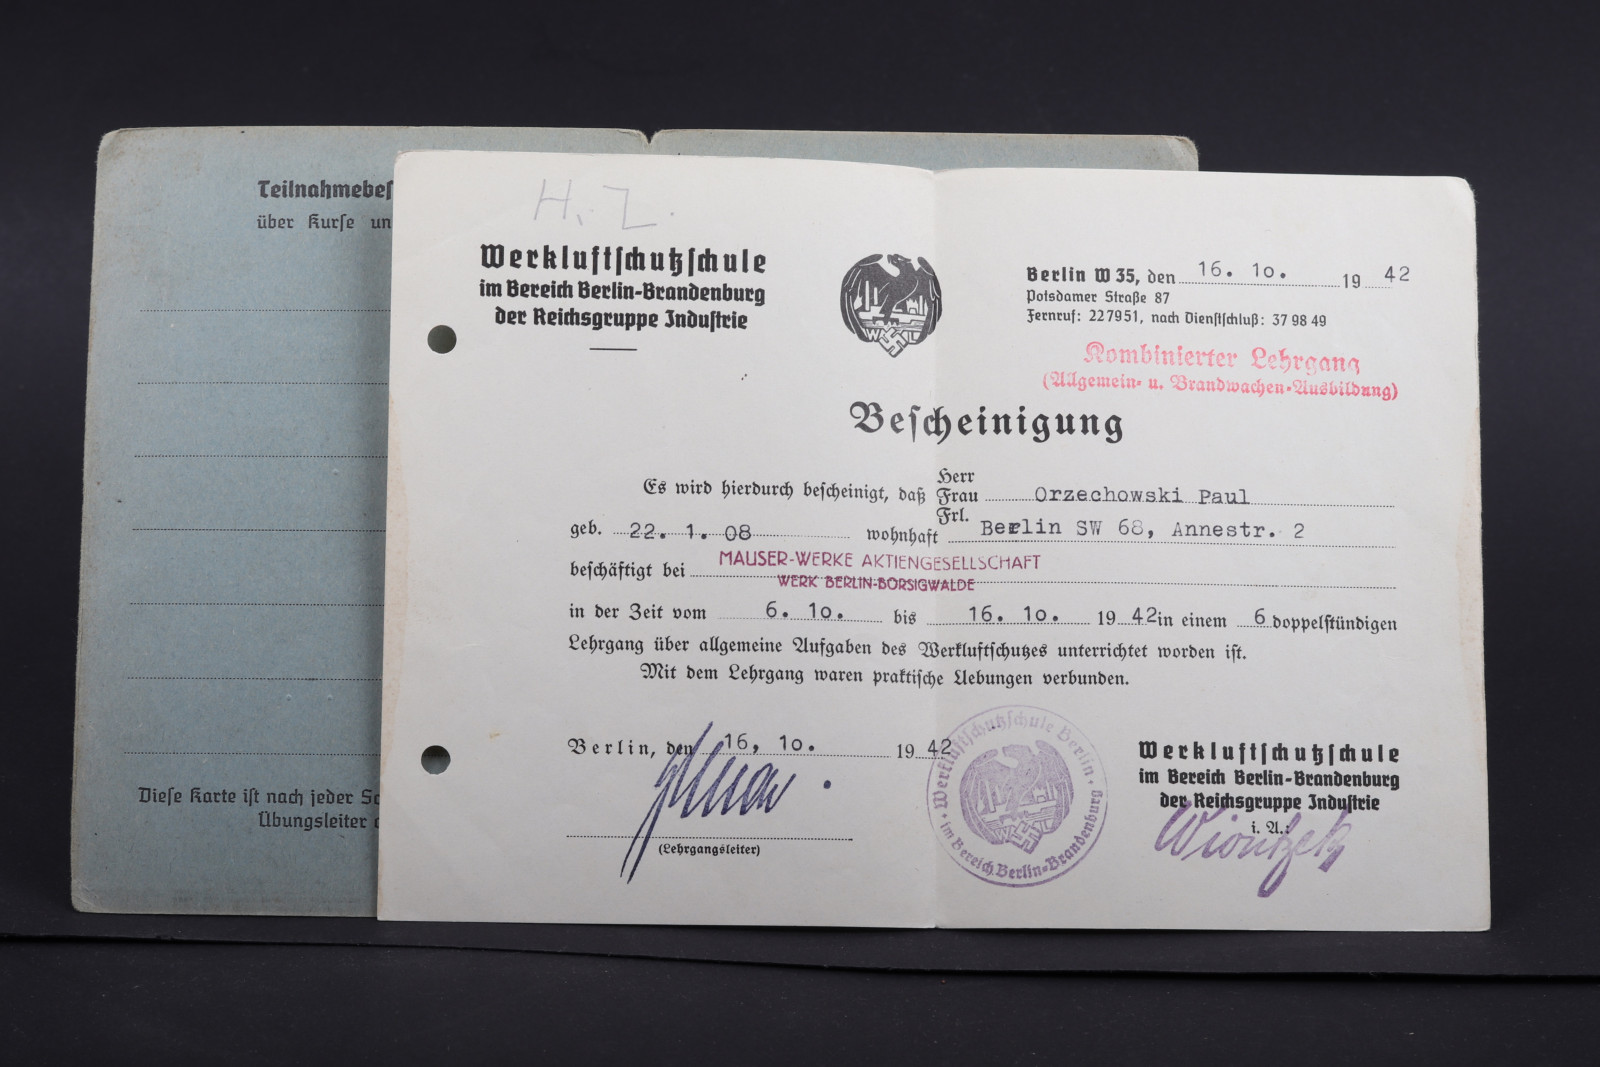 Teilnahmebes
über Kurse un
Diese Karte ist nach jeder Sc
Übungsleiter
H. Z.
Werkluftschutzschule
im Bereich Berlin-Brandenburg
der Reichsgruppe Industrie
W L
Berlin W 35, den 16. 10. 19 42
Potsdamer Straße 87
Fernruf: 227951, nach Dienstschluß: 37 98 49
Kombinierter Lehrgang
(Allgemein- u. Brandwachen-Ausbildung)
Bescheinigung
Herr
Es wird hierdurch bescheinigt, daß Frau Orzechowski Paul
Frl.
geb. 22. 1. 08 wohnhaft Berlin SW 68, Annestr. 2
beschäftigt bei MAUSER-WERKE AKTIENGESELLSCHAFT
WERK BERLIN-BORSIGWALDE
in der Zeit vom 6. 10. bis 16. 10. 19 42 in einem 6 doppelstündigen
Lehrgang über allgemeine Aufgaben des Werkluftschutzes unterrichtet worden ist.
Mit dem Lehrgang waren praktische Uebungen verbunden.
Berlin, den 16, 10. 19 42
(Lehrgangsleiter)
Werkluftschutzschule Berlin
im Bereich Berlin-Brandenburg
W L
Werkluftschutzschule
im Bereich Berlin-Brandenburg
der Reichsgruppe Industrie
i. A.: